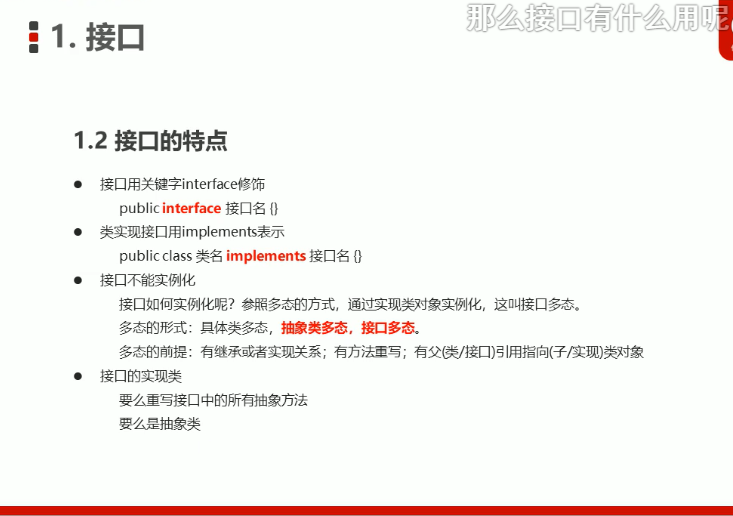 那么接口有什么用呢
1. 接口
1.2 接口的特点
● 接口用关键字interface修饰
public interface 接口名 {}
● 类实现接口用implements表示
public class 类名 implements 接口名 {}
● 接口不能实例化
接口如何实例化呢？参照多态的方式，通过实现类对象实例化，这叫接口多态。
多态的形式：具体类多态，抽象类多态，接口多态。
多态的前提：有继承或者实现关系；有方法重写；有父(类/接口)引用指向(子/实现)类对象
● 接口的实现类
要么重写接口中的所有抽象方法
要么是抽象类